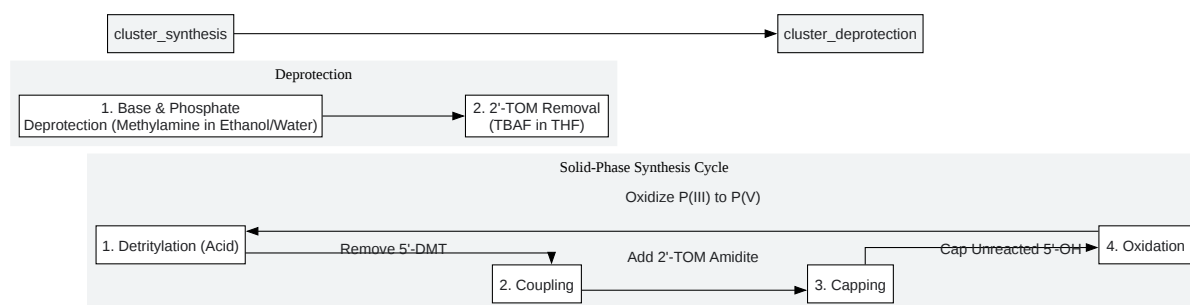 cluster_synthesis
cluster_deprotection
Deprotection
1. Base & Phosphate
Deprotection (Methylamine in Ethanol/Water)
2. 2'-TOM Removal
(TBAF in THF)
Solid-Phase Synthesis Cycle
Oxidize P(III) to P(V)
1. Detritylation (Acid)
Remove 5'-DMT
Add 2'-TOM Amidite
Cap Unreacted 5'-OH
4. Oxidation
2. Coupling
3. Capping